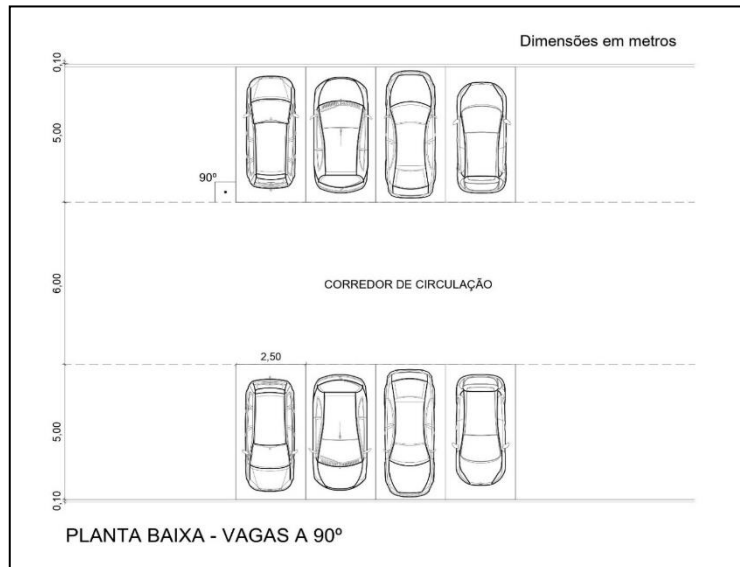 Dimensões em metros
0,10
5,00
90º
6,00
CORREDOR DE CIRCULAÇÃO
2,50
5,00
0,10
PLANTA BAIXA - VAGAS A 90º